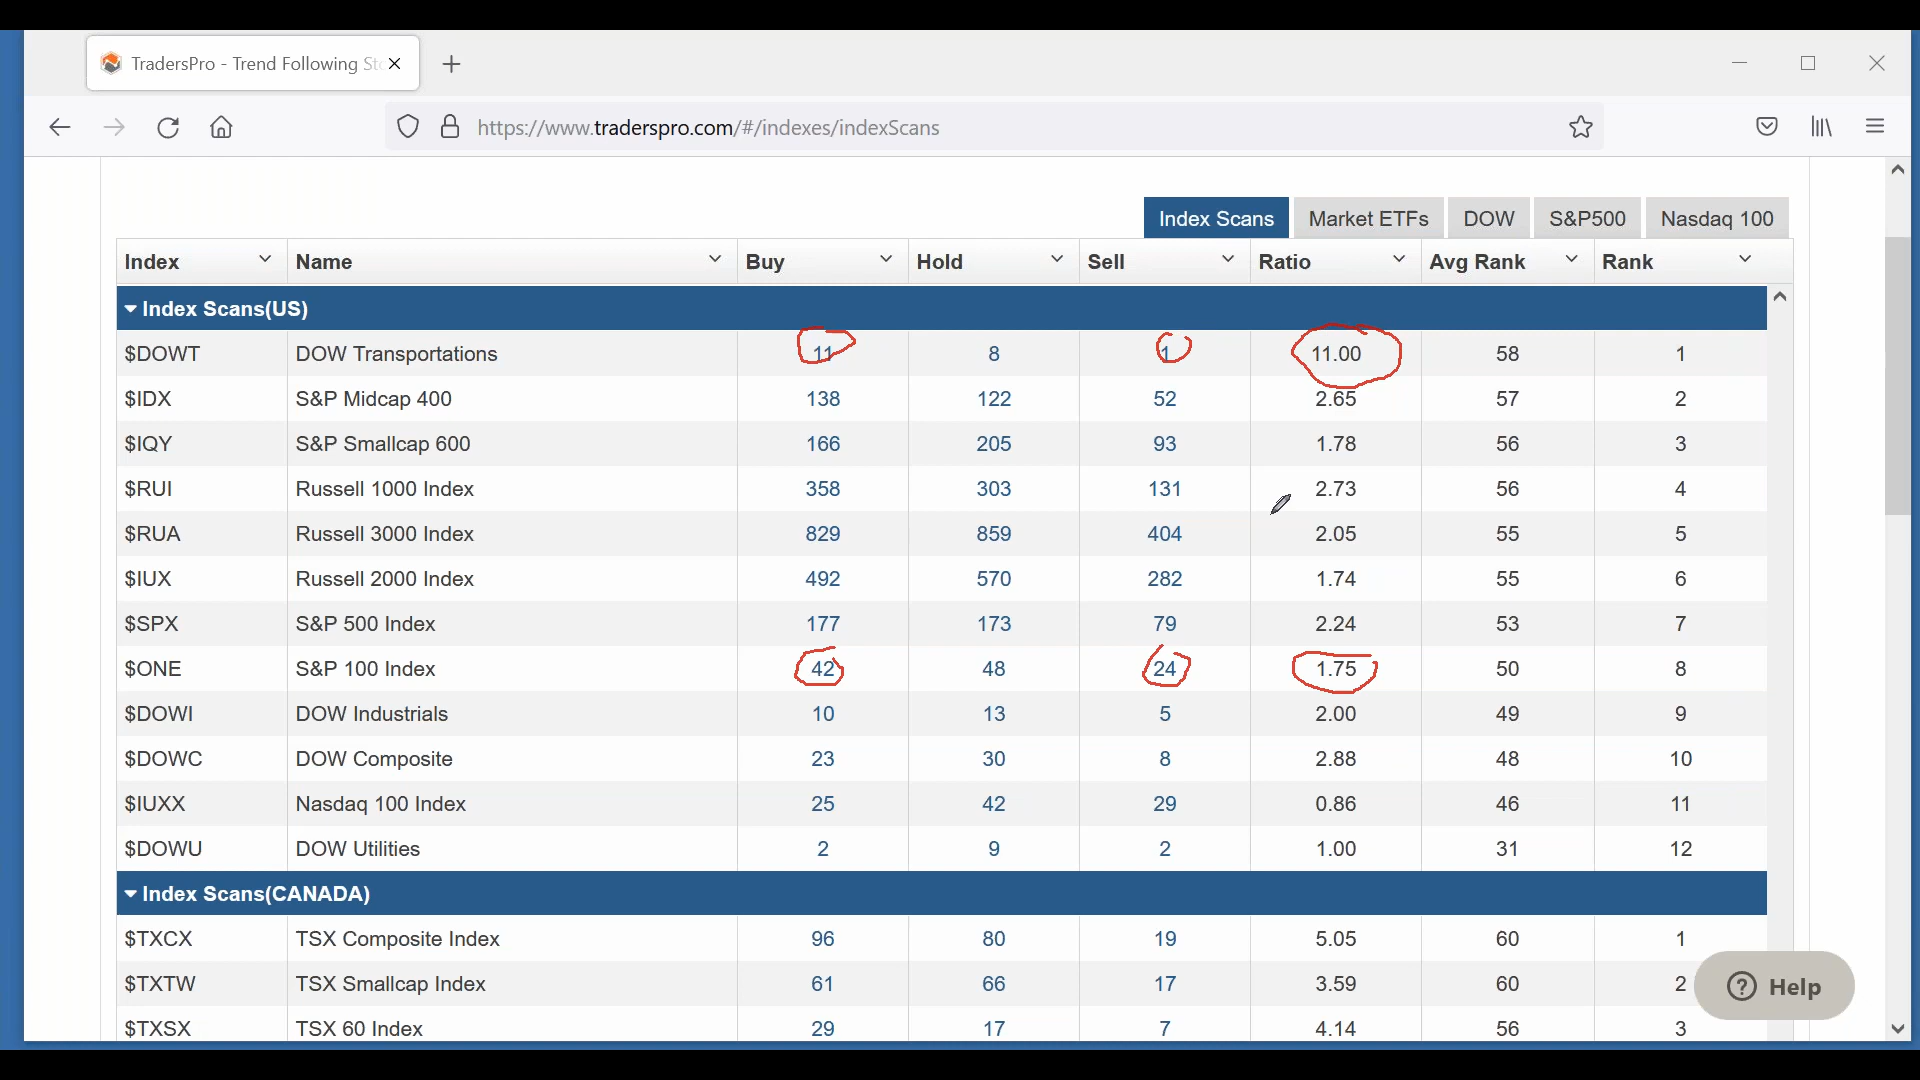 TradersPro - Trend Following Sto
https://www.traderspro.com/#/indexes/indexScans
Index Scans Market ETFs DOW S&P500 Nasdaq 100
Index Name Buy Hold Sell Ratio Avg Rank Rank
Index Scans(US)
$DOWT DOW Transportations 11 8 1 11.00 58 1
$IDX S&P Midcap 400 138 122 52 2.65 57 2
$IQY S&P Smallcap 600 166 205 93 1.78 56 3
$RUI Russell 1000 Index 358 303 131 2.73 56 4
$RUA Russell 3000 Index 829 859 404 2.05 55 5
$IUX Russell 2000 Index 492 570 282 1.74 55 6
$SPX S&P 500 Index 177 173 79 2.24 53 7
$ONE S&P 100 Index 42 48 24 1.75 50 8
$DOWI DOW Industrials 10 13 5 2.00 49 9
$DOWC DOW Composite 23 30 8 2.88 48 10
$IUXX Nasdaq 100 Index 25 42 29 0.86 46 11
$DOWU DOW Utilities 2 9 2 1.00 31 12
Index Scans(CANADA)
$TXCX TSX Composite Index 96 80 19 5.05 60 1
$TXTW TSX Smallcap Index 61 66 17 3.59 60 2
Help
$TXSX TSX 60 Index 29 17 7 4.14 56 3